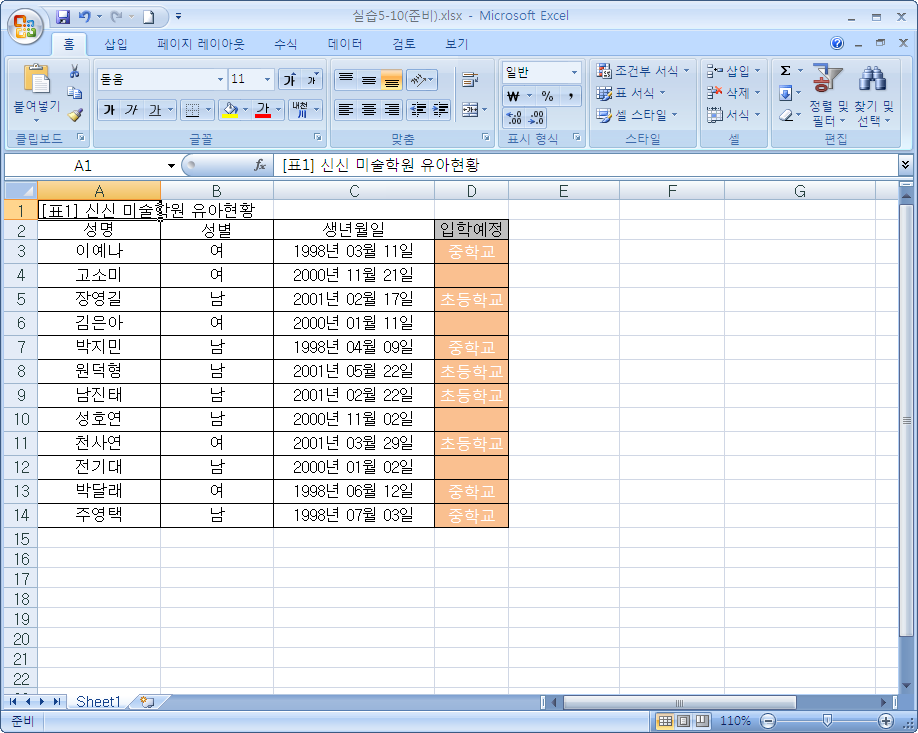 실습5-10(준비).xlsx - Microsoft Excel
홈 삽입 페이지 레이아웃 수식 데이터 검토 보기
붙여넣기
클립보드
돋움 11 가 가
가 가 가 가 내천
글꼴
맞춤
일반
₩ % ,
표시 형식
조건부 서식
표 서식
셀 스타일
스타일
삽입
삭제
서식
셀
Σ
정렬 및 필터
찾기 및 선택
편집
A1 fx [표1] 신신 미술학원 유아현황
A B C D E F G
1 [표1] 신신 미술학원 유아현황
2 성명 성별 생년월일 입학예정
3 이예나 여 1998년 03월 11일 중학교
4 고소미 여 2000년 11월 21일
5 장영길 남 2001년 02월 17일 초등학교
6 김은아 여 2000년 01월 11일
7 박지민 남 1998년 04월 09일 중학교
8 원덕형 남 2001년 05월 22일 초등학교
9 남진태 남 2001년 02월 22일 초등학교
10 성호연 남 2000년 11월 02일
11 천사연 여 2001년 03월 29일 초등학교
12 전기대 남 2000년 01월 02일
13 박달래 여 1998년 06월 12일 중학교
14 주영택 남 1998년 07월 03일 중학교
15
16
17
18
19
20
21
22
Sheet1
준비 110%